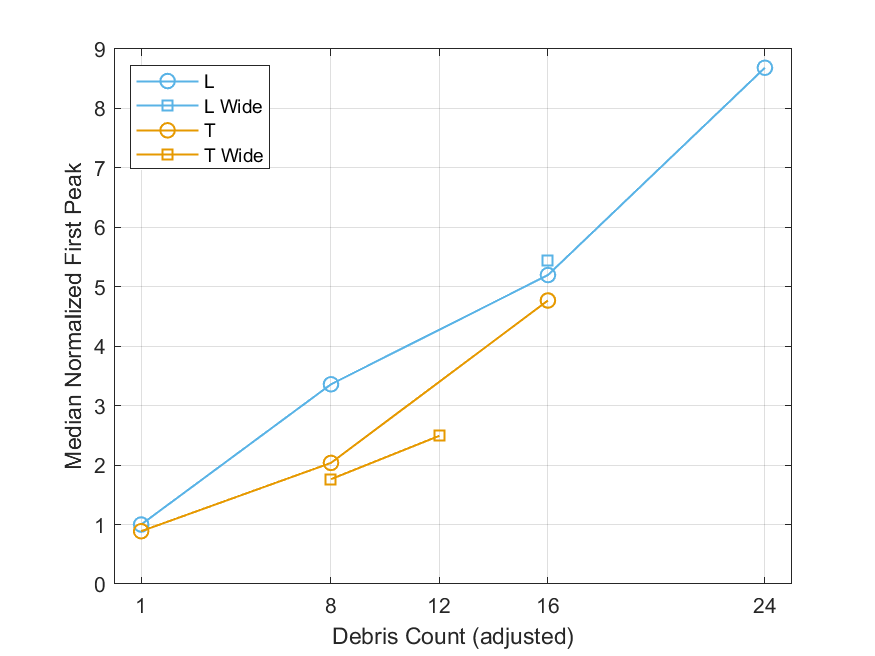 9
8
7
6
5
4
3
2
1
0
Median Normalized First Peak
L
L Wide
T
T Wide
1 8 12 16 24
Debris Count (adjusted)